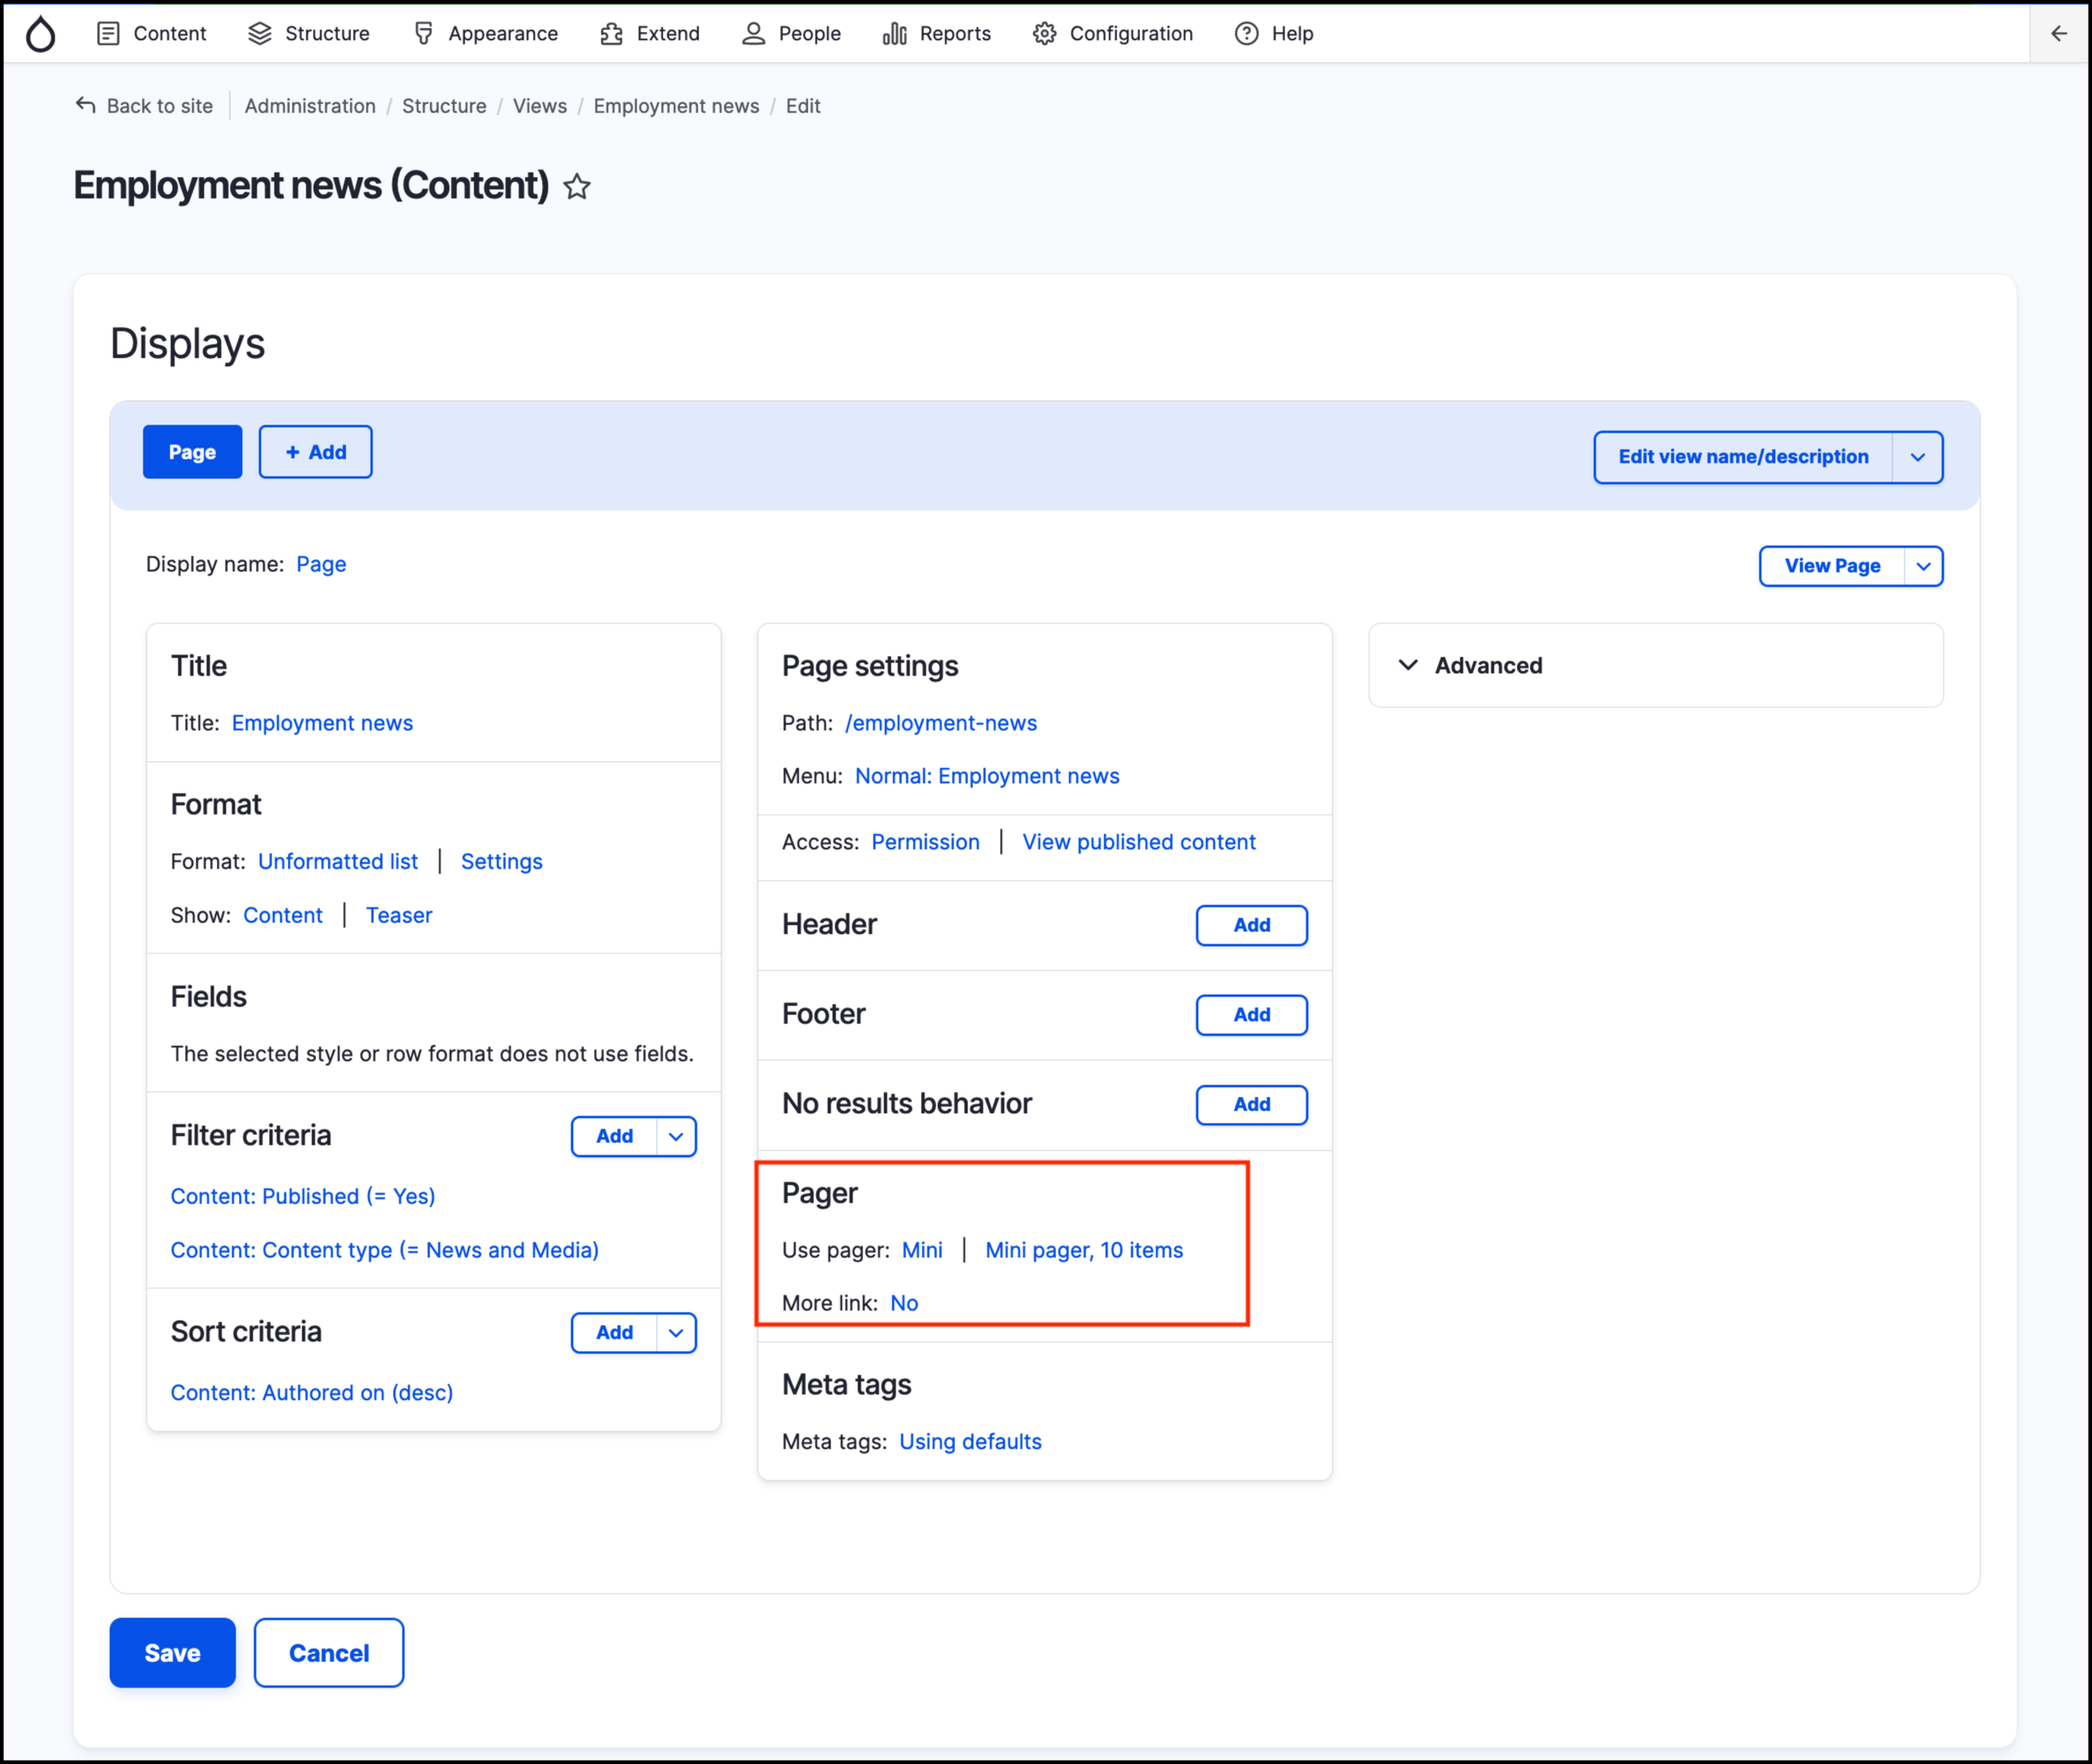 Content Structure Appearance Extend People Reports Configuration Help
Back to site Administration / Structure / Views / Employment news / Edit
Employment news (Content)
Displays
Page + Add Edit view name/description
Display name: Page View Page
Title
Title: Employment news
Format
Format: Unformatted list | Settings
Show: Content | Teaser
Fields
The selected style or row format does not use fields.
Filter criteria Add
Content: Published (= Yes)
Content: Content type (= News and Media)
Sort criteria Add
Content: Authored on (desc)
Page settings
Path: /employment-news
Menu: Normal: Employment news
Access: Permission | View published content
Header Add
Footer Add
No results behavior Add
Pager
Use pager: Mini | Mini pager, 10 items
More link: No
Meta tags
Meta tags: Using defaults
Advanced
Save Cancel